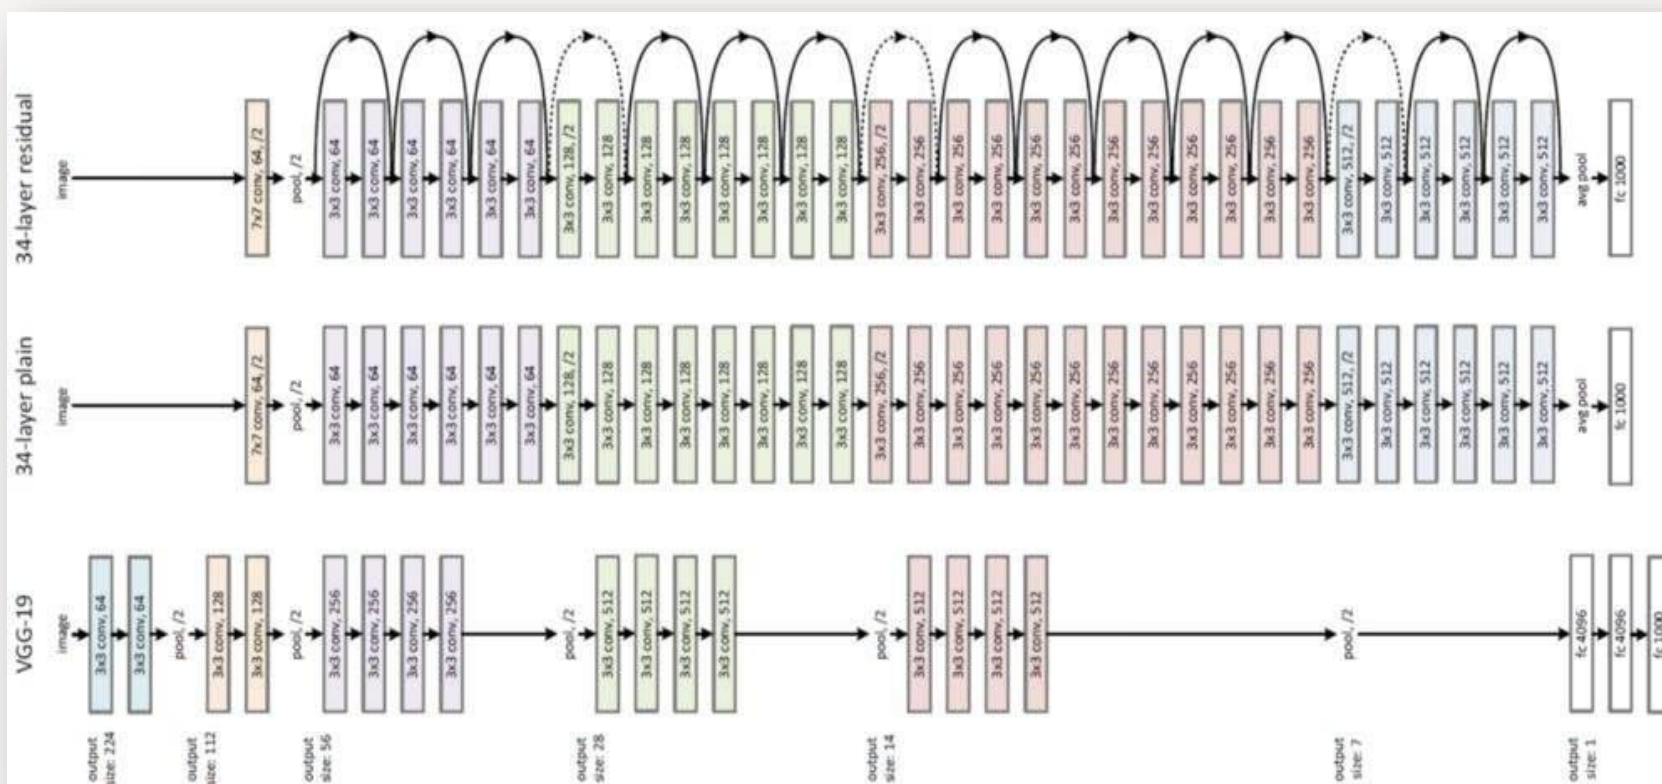 34-layer residual
image
7x7 conv, 64, /2
pool, /2
3x3 conv, 64
3x3 conv, 64
3x3 conv, 64
3x3 conv, 64
3x3 conv, 64
3x3 conv, 64
3x3 conv, 128, /2
3x3 conv, 128
3x3 conv, 128
3x3 conv, 128
3x3 conv, 128
3x3 conv, 128
3x3 conv, 128
3x3 conv, 128
3x3 conv, 256, /2
3x3 conv, 256
3x3 conv, 256
3x3 conv, 256
3x3 conv, 256
3x3 conv, 256
3x3 conv, 256
3x3 conv, 256
3x3 conv, 256
3x3 conv, 256
3x3 conv, 256
3x3 conv, 256
3x3 conv, 512, /2
3x3 conv, 512
3x3 conv, 512
3x3 conv, 512
3x3 conv, 512
3x3 conv, 512
avg pool
fc 1000
34-layer plain
image
7x7 conv, 64, /2
pool, /2
3x3 conv, 64
3x3 conv, 64
3x3 conv, 64
3x3 conv, 64
3x3 conv, 64
3x3 conv, 64
3x3 conv, 128, /2
3x3 conv, 128
3x3 conv, 128
3x3 conv, 128
3x3 conv, 128
3x3 conv, 128
3x3 conv, 128
3x3 conv, 128
3x3 conv, 256, /2
3x3 conv, 256
3x3 conv, 256
3x3 conv, 256
3x3 conv, 256
3x3 conv, 256
3x3 conv, 256
3x3 conv, 256
3x3 conv, 256
3x3 conv, 256
3x3 conv, 256
3x3 conv, 256
3x3 conv, 512, /2
3x3 conv, 512
3x3 conv, 512
3x3 conv, 512
3x3 conv, 512
3x3 conv, 512
avg pool
fc 1000
VGG-19
image
3x3 conv, 64
3x3 conv, 64
pool, /2
3x3 conv, 128
3x3 conv, 128
pool, /2
3x3 conv, 256
3x3 conv, 256
3x3 conv, 256
3x3 conv, 256
pool, /2
3x3 conv, 512
3x3 conv, 512
3x3 conv, 512
3x3 conv, 512
pool, /2
3x3 conv, 512
3x3 conv, 512
3x3 conv, 512
3x3 conv, 512
pool, /2
fc 4096
fc 4096
fc 1000
output
size: 224
output
size: 112
output
size: 56
output
size: 28
output
size: 14
output
size: 7
output
size: 1